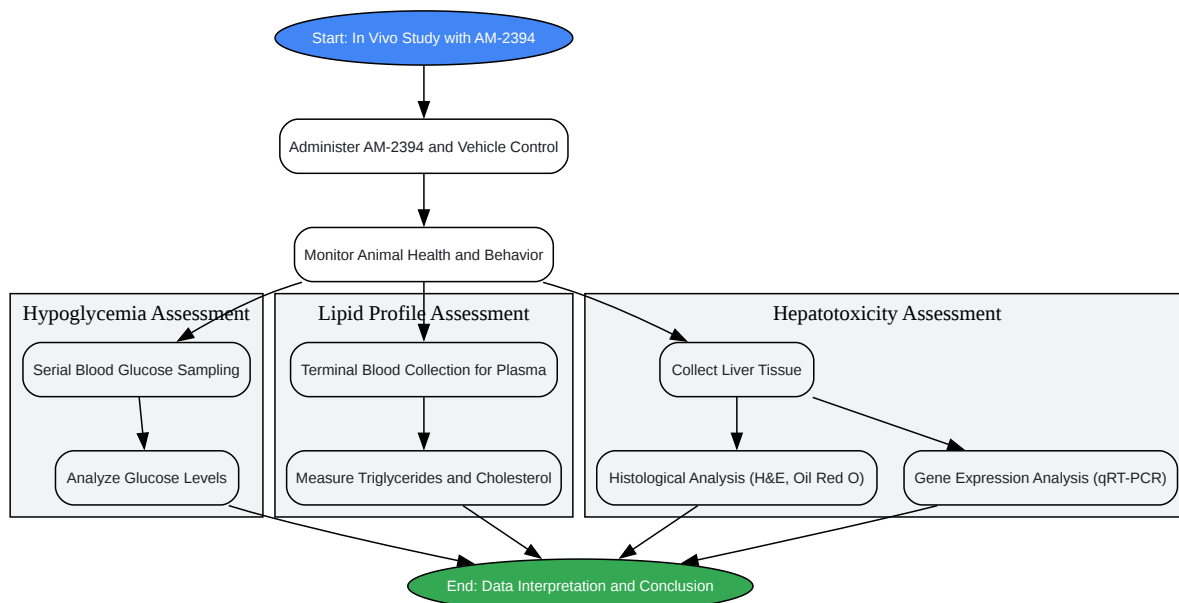 Start: In Vivo Study with AM-2394
Administer AM-2394 and Vehicle Control
Monitor Animal Health and Behavior
Hypoglycemia Assessment
Lipid Profile Assessment
Hepatotoxicity Assessment
Serial Blood Glucose Sampling
Terminal Blood Collection for Plasma
Collect Liver Tissue
Analyze Glucose Levels
Measure Triglycerides and Cholesterol
Histological Analysis (H&E, Oil Red O)
Gene Expression Analysis (qRT-PCR)
End: Data Interpretation and Conclusion